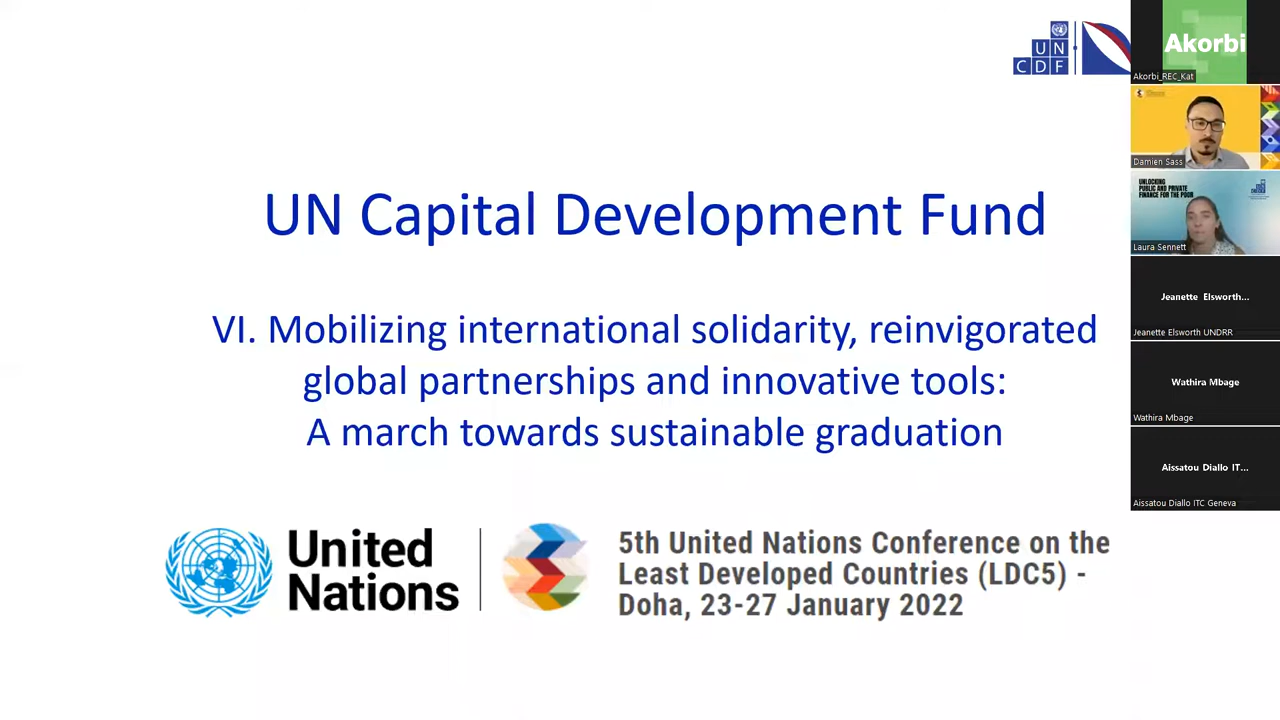 UN
CDF
UN Capital Development Fund
VI. Mobilizing international solidarity, reinvigorated
global partnerships and innovative tools:
A march towards sustainable graduation
United
Nations
5th United Nations Conference on the
Least Developed Countries (LDC5) -
Doha, 23-27 January 2022
Akorbi
Akorbi_REC_Kat
Damien Sass
UNLOCKING
PUBLIC AND PRIVATE
FINANCE FOR THE POOR
Laura Sennett
Jeanette Elsworth...
Jeanette Elsworth UNDRR
Wathira Mbage
Wathira Mbage
Aissatou Diallo IT...
Aissatou Diallo ITC Geneva